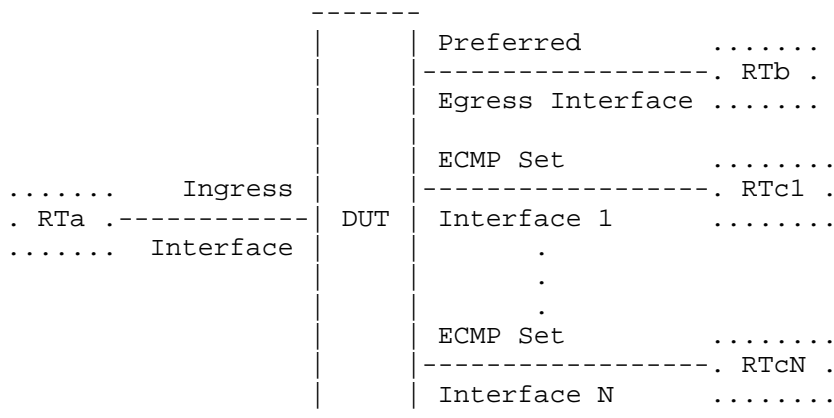 -------
|     | Preferred        .......
|     |------------------. RTb .
|     | Egress Interface .......
|     |
|     | ECMP Set         ........
.......    Ingress |     |------------------. RTc1 .
. RTa .------------| DUT | Interface 1      ........
.......  Interface |     |       .
|     |       .
|     |       .
|     | ECMP Set         ........
|     |------------------. RTcN .
|     | Interface N      ........